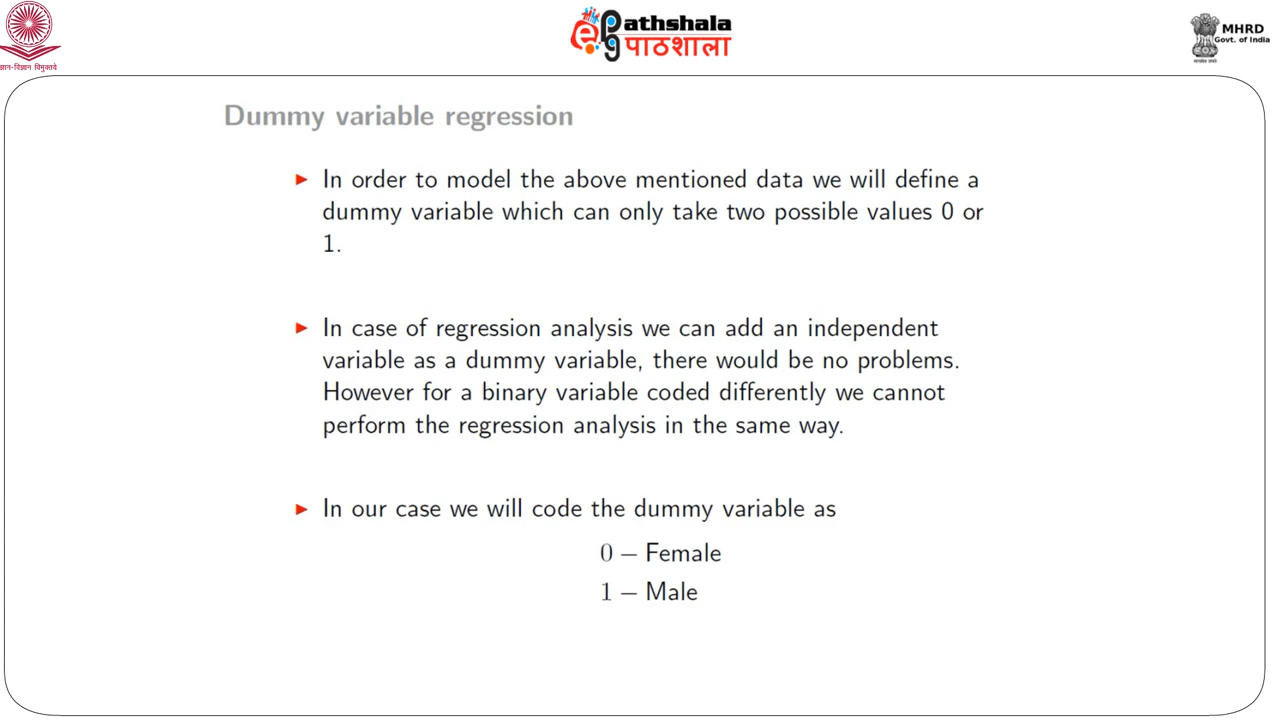 ज्ञान-विज्ञान विमुक्तये
Pathshala
पाठशाला
MHRD
Govt. of India
Dummy variable regression
In order to model the above mentioned data we will define a
dummy variable which can only take two possible values 0 or
1.
In case of regression analysis we can add an independent
variable as a dummy variable, there would be no problems.
However for a binary variable coded differently we cannot
perform the regression analysis in the same way.
In our case we will code the dummy variable as
0 – Female
1 – Male